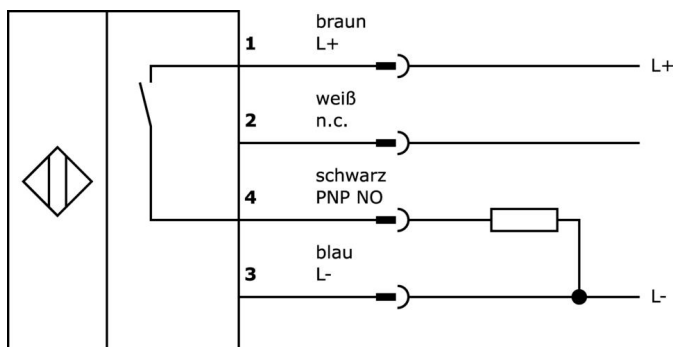 braun
1 L+
L+
weiß
2 n.c.
schwarz
4 PNP NO
blau
3 L-
L-